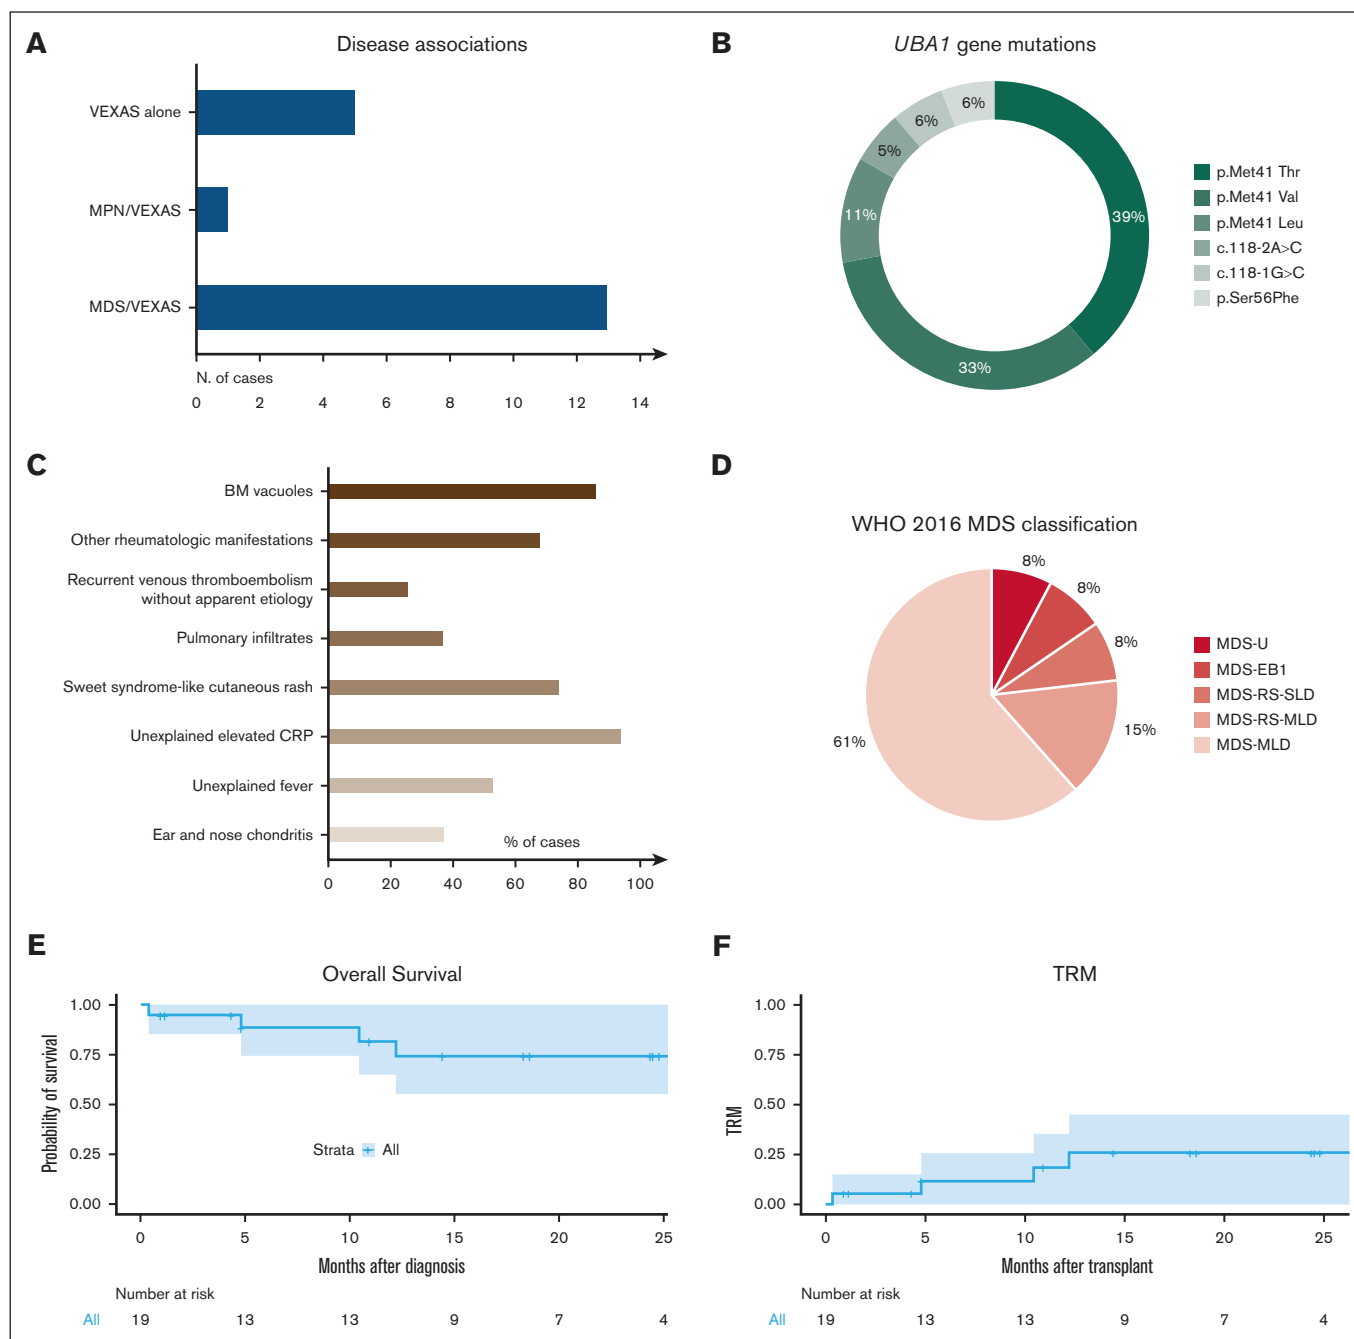 A
Disease associations
VEXAS alone
MPN/VEXAS
MDS/VEXAS
N. of cases
0 2 4 6 8 10 12 14
B
UBA1 gene mutations
6%
6%
5%
11%
39%
33%
p.Met41 Thr
p.Met41 Val
p.Met41 Leu
c.118-2A>C
c.118-1G>C
p.Ser56Phe
C
BM vacuoles
Other rheumatologic manifestations
Recurrent venous thromboembolism
without apparent etiology
Pulmonary infiltrates
Sweet syndrome-like cutaneous rash
Unexplained elevated CRP
Unexplained fever
Ear and nose chondritis
% of cases
0 20 40 60 80 100
D
WHO 2016 MDS classification
8%
8%
8%
15%
61%
MDS-U
MDS-EB1
MDS-RS-SLD
MDS-RS-MLD
MDS-MLD
E
Overall Survival
Probability of survival
1.00
0.75
0.50
0.25
0.00
Strata All
0 5 10 15 20 25
Months after diagnosis
Number at risk
All 19 13 13 9 7 4
F
TRM
TRM
1.00
0.75
0.50
0.25
0.00
0 5 10 15 20 25
Months after transplant
Number at risk
All 19 13 13 9 7 4